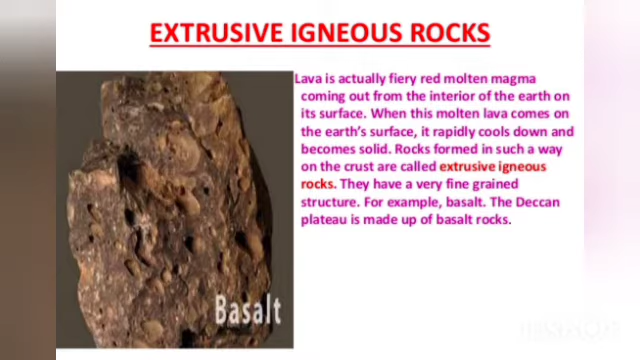 EXTRUSIVE IGNEOUS ROCKS
Lava is actually fiery red molten magma
coming out from the interior of the earth on
its surface. When this molten lava comes on
the earth's surface, it rapidly cools down and
becomes solid. Rocks formed in such a way
on the crust are called extrusive igneous
rocks. They have a very fine grained
structure. For example, basalt. The Deccan
plateau is made up of basalt rocks.
Basalt